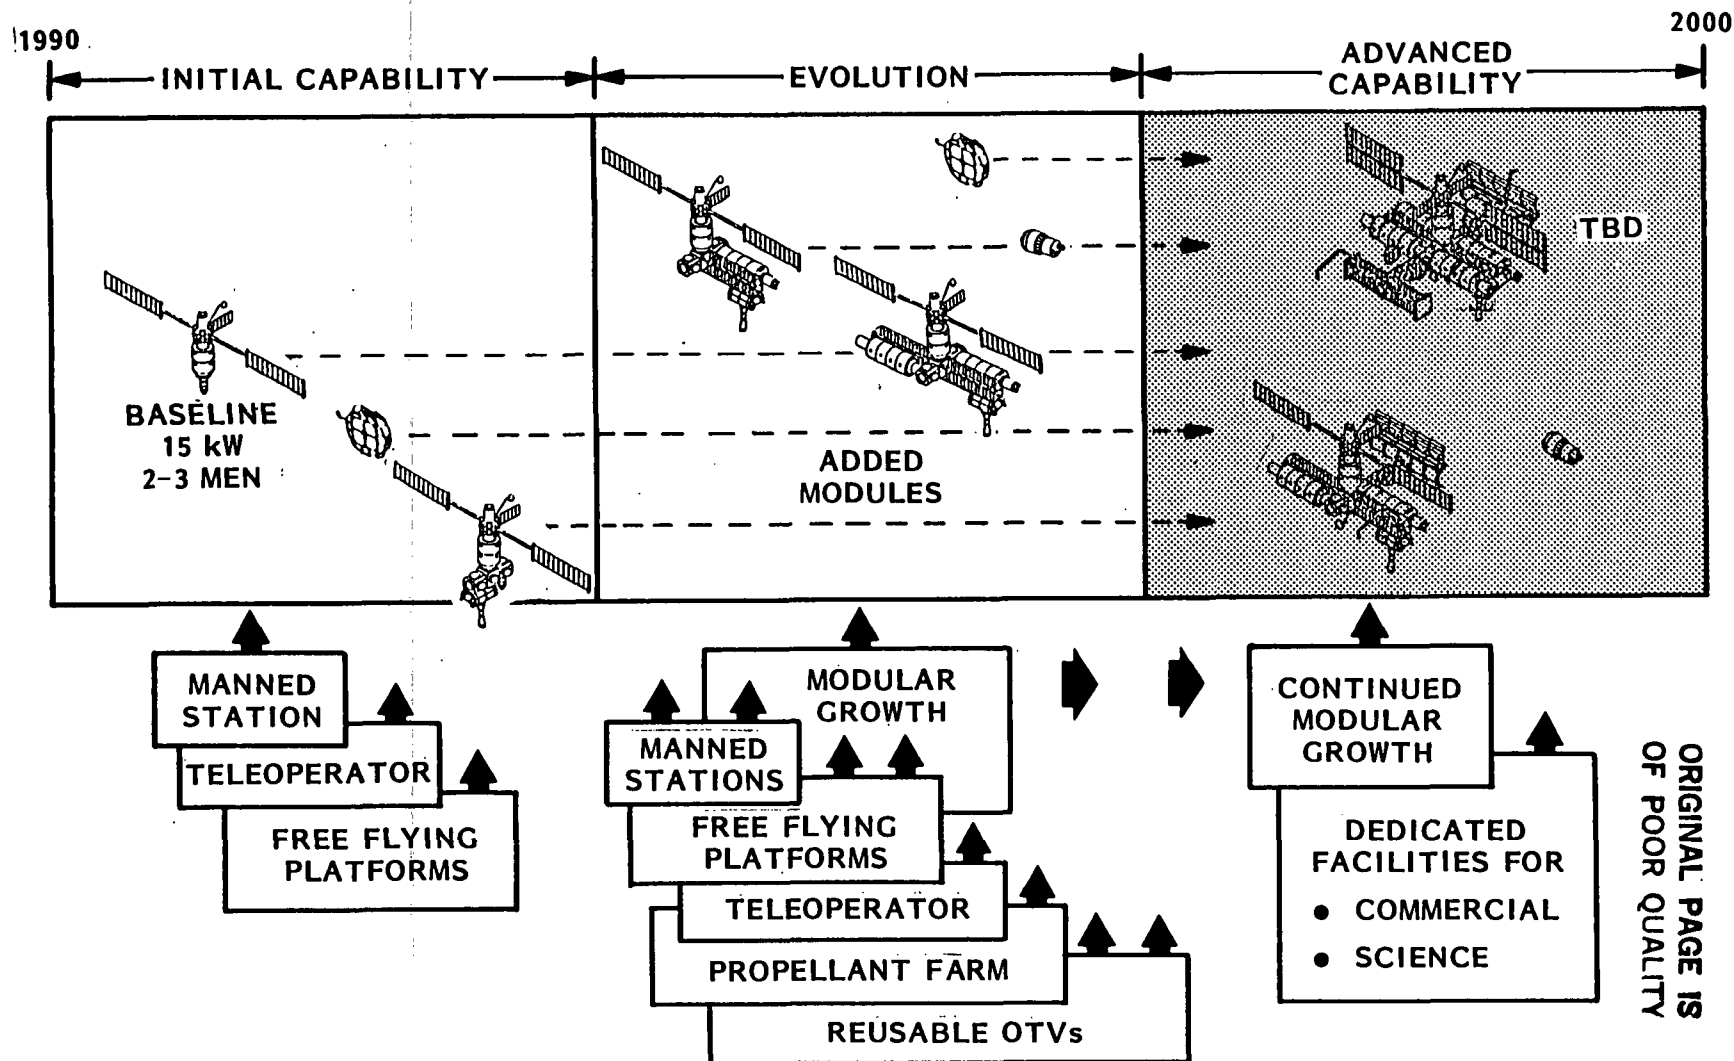 1990
2000
INITIAL CAPABILITY
EVOLUTION
ADVANCED
CAPABILITY
BASELINE
15 kW
2-3 MEN
ADDED
MODULES
TBD
MANNED
STATION
TELEOPERATOR
FREE FLYING
PLATFORMS
MODULAR
GROWTH
MANNED
STATIONS
FREE FLYING
PLATFORMS
TELEOPERATOR
PROPELLANT FARM
REUSABLE OTVs
CONTINUED
MODULAR
GROWTH
DEDICATED
FACILITIES FOR
• COMMERCIAL
• SCIENCE
ORIGINAL PAGE IS
OF POOR QUALITY